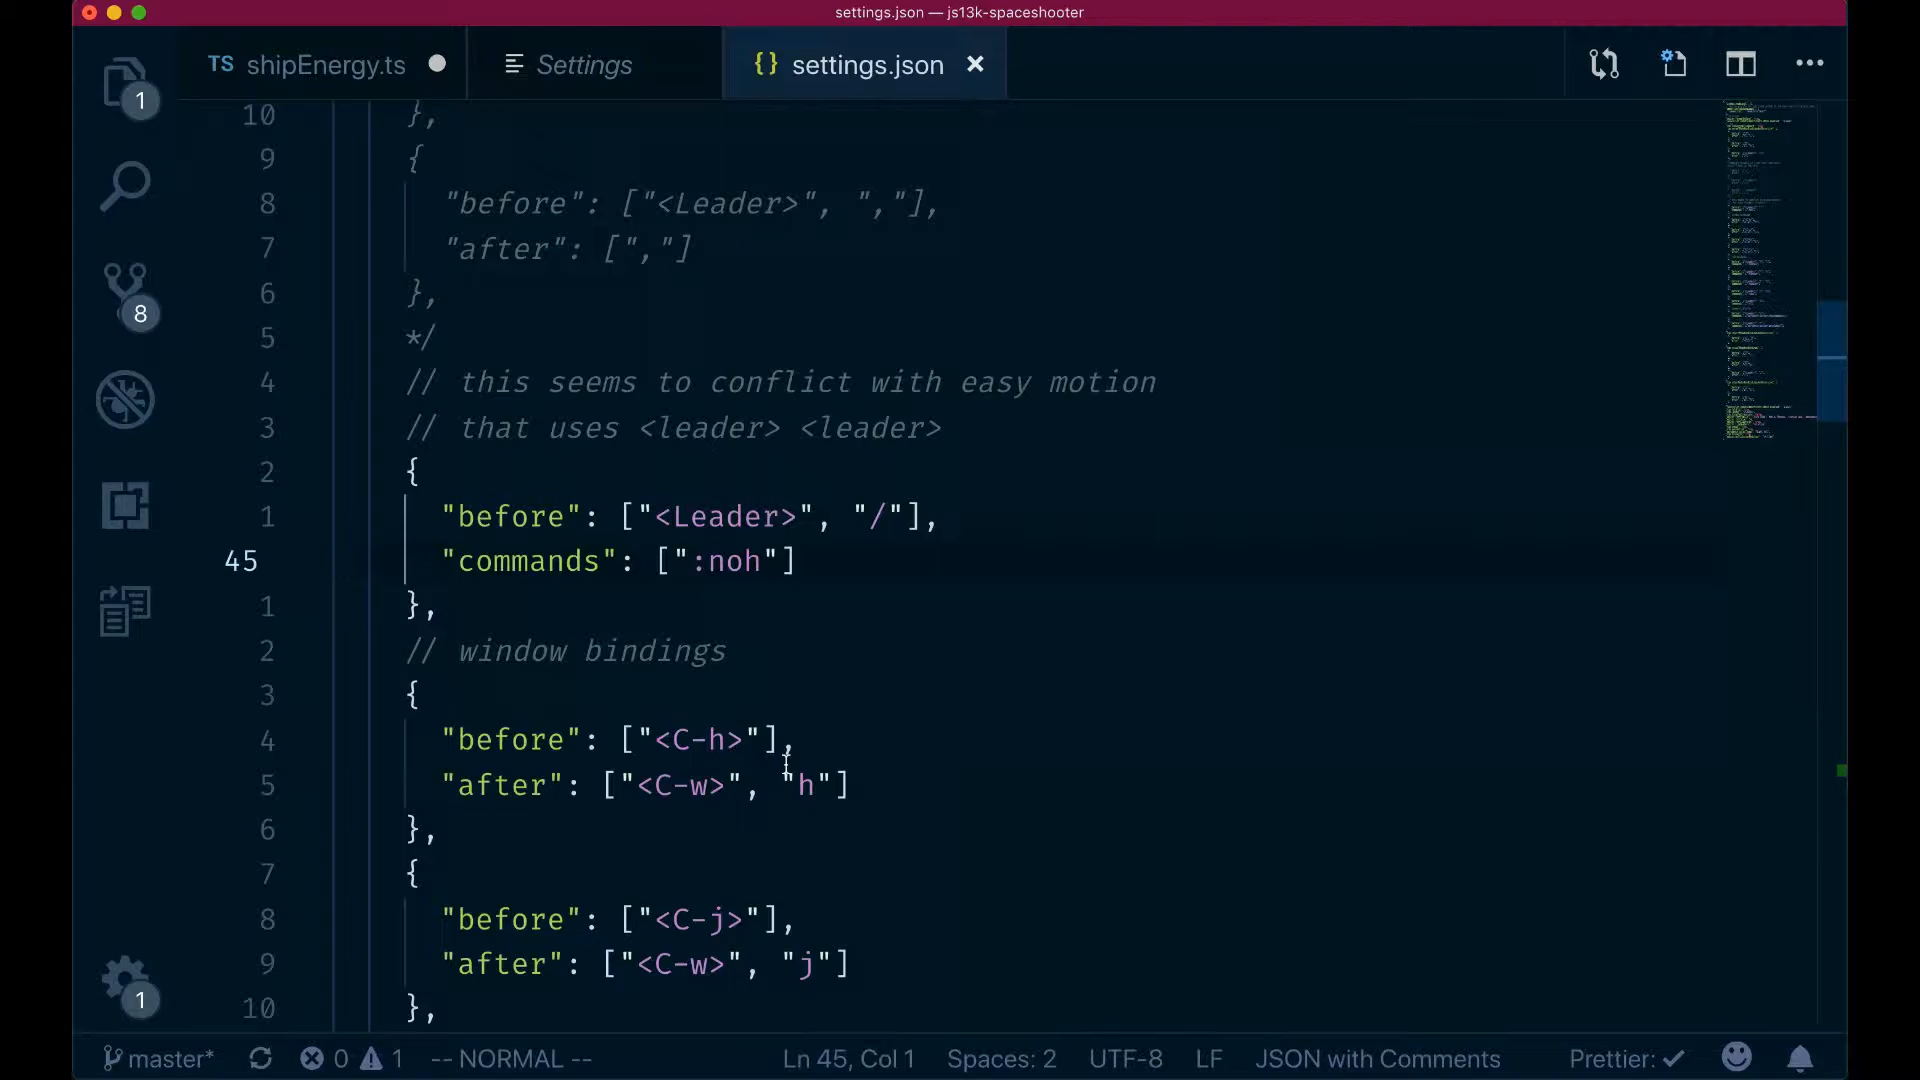 settings.json — js13k-spaceshooter
TS shipEnergy.ts
Settings
{} settings.json ×
1
8
1
10 },
9 {
8 "before": ["<Leader>", ","],
7 "after": [","]
6 },
5 */
4 // this seems to conflict with easy motion
3 // that uses <leader> <leader>
2 {
1 "before": ["<Leader>", "/"],
45 "commands": [":noh"]
1 },
2 // window bindings
3 {
4 "before": ["<C-h>"],
5 "after": ["<C-w>", "h"]
6 },
7 {
8 "before": ["<C-j>"],
9 "after": ["<C-w>", "j"]
10 },
master* 0 1 -- NORMAL -- Ln 45, Col 1 Spaces: 2 UTF-8 LF JSON with Comments Prettier: ✓